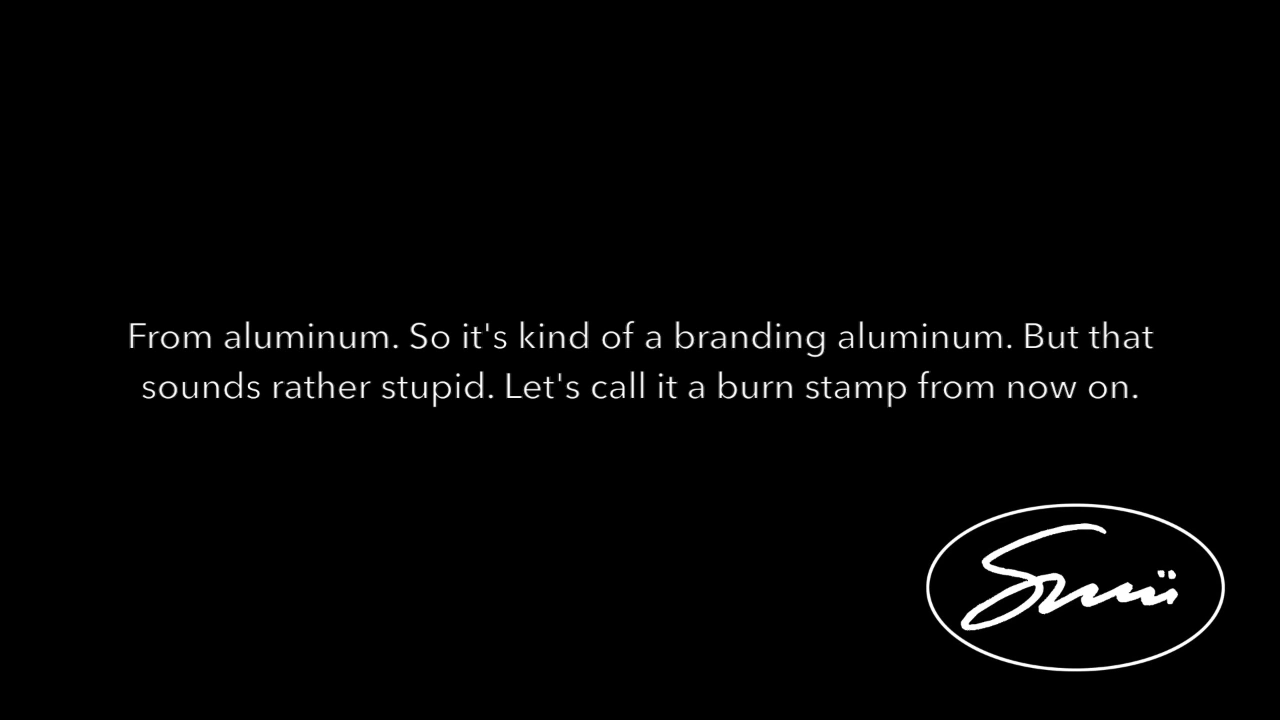 From aluminum. So it's kind of a branding aluminum. But that
sounds rather stupid. Let's call it a burn stamp from now on.